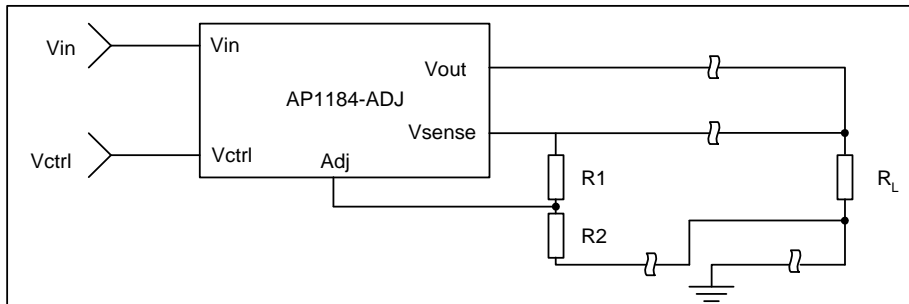 Vin
Vin
Vout
AP1184-ADJ
Vsense
Vctrl
Vctrl
Adj
R1
RL
R2